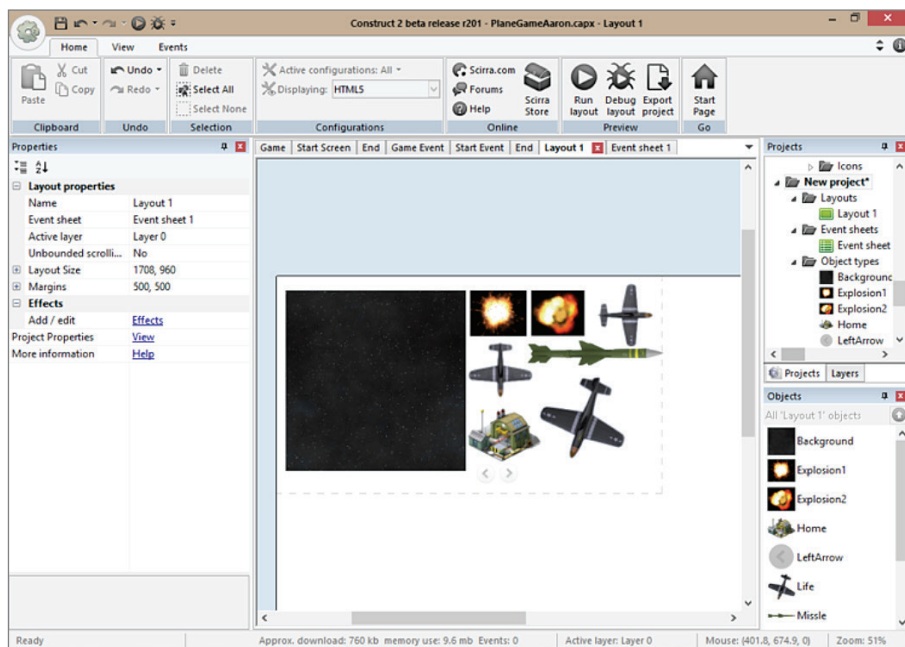 Construct 2 beta release r201 - PlaneGameAaron.capx - Layout 1
Home View Events
Paste
Cut
Copy
Clipboard
Undo
Redo
Undo
Delete
Select All
Select None
Selection
Active configurations: All
Displaying: HTML5
Configurations
Scirra.com
Forums
Help
Scirra Store
Online
Run layout
Debug layout
Export project
Preview
Start Page
Go
Properties
Layout properties
Name Layout 1
Event sheet Event sheet 1
Active layer Layer 0
Unbounded scrolli... No
Layout Size 1708, 960
Margins 500, 500
Effects
Add / edit Effects
Project Properties View
More information Help
Game Start Screen End Game Event Start Event End Layout 1 Event sheet 1
Projects
Icons
New project*
Layouts
Layout 1
Event sheets
Event sheet
Object types
Background
Explosion1
Explosion2
Home
LeftArrow
Projects Layers
Objects
All 'Layout 1' objects
Background
Explosion1
Explosion2
Home
LeftArrow
Life
Missle
Ready Approx. download: 760 kb memory use: 9.6 mb Events: 0 Active layer: Layer 0 Mouse: (401.8, 674.9, 0) Zoom: 51%